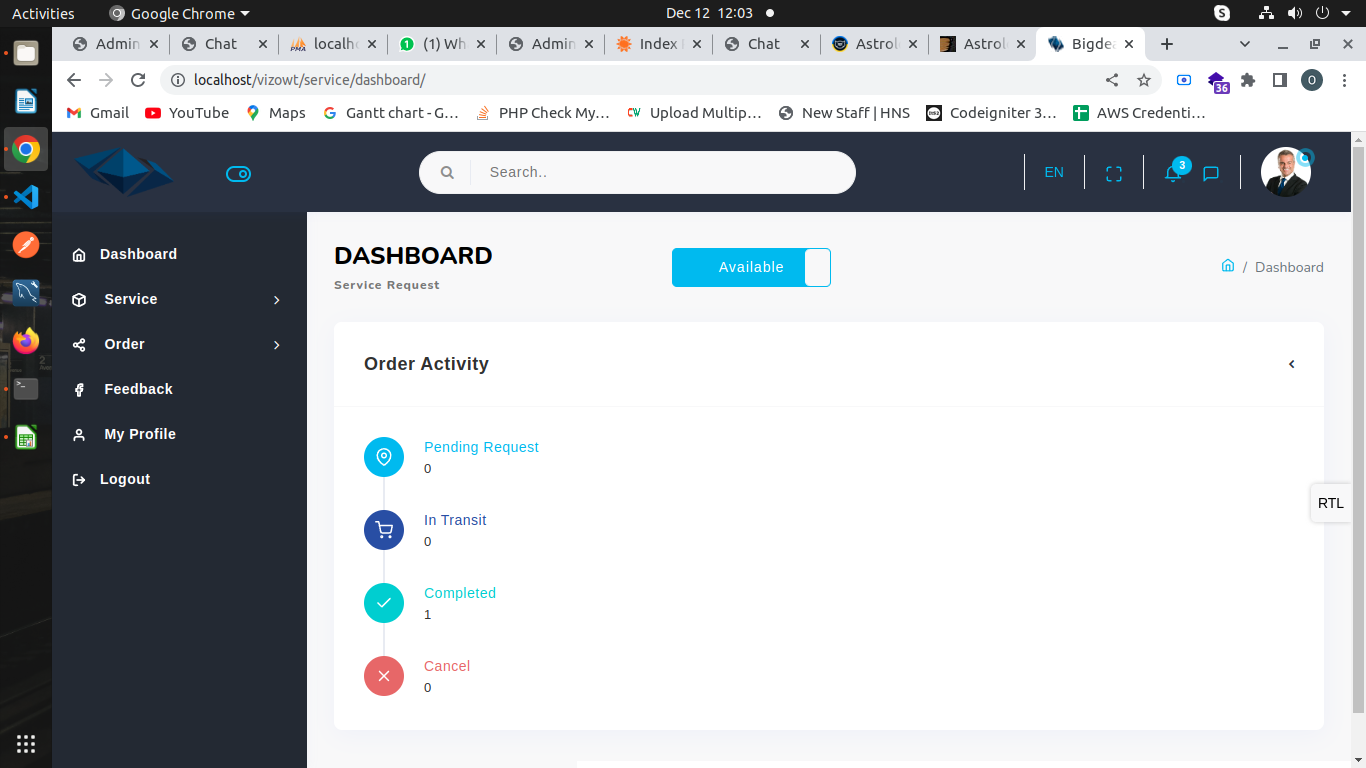 Activities
Google Chrome
Dec 12 12:03
S
Admin
Chat
localh
(1) Wh
Admin
Index
Chat
Astrol
Astrol
Bigdea
localhost/vizowt/service/dashboard/
36
O
Gmail
YouTube
Maps
Gantt chart - G...
PHP Check My...
Upload Multip...
New Staff | HNS
Codeigniter 3...
AWS Credenti...
Search..
EN
3
Dashboard
Service
Order
Feedback
My Profile
Logout
DASHBOARD
Service Request
Available
/ Dashboard
Order Activity
Pending Request
0
In Transit
0
Completed
1
Cancel
0
RTL